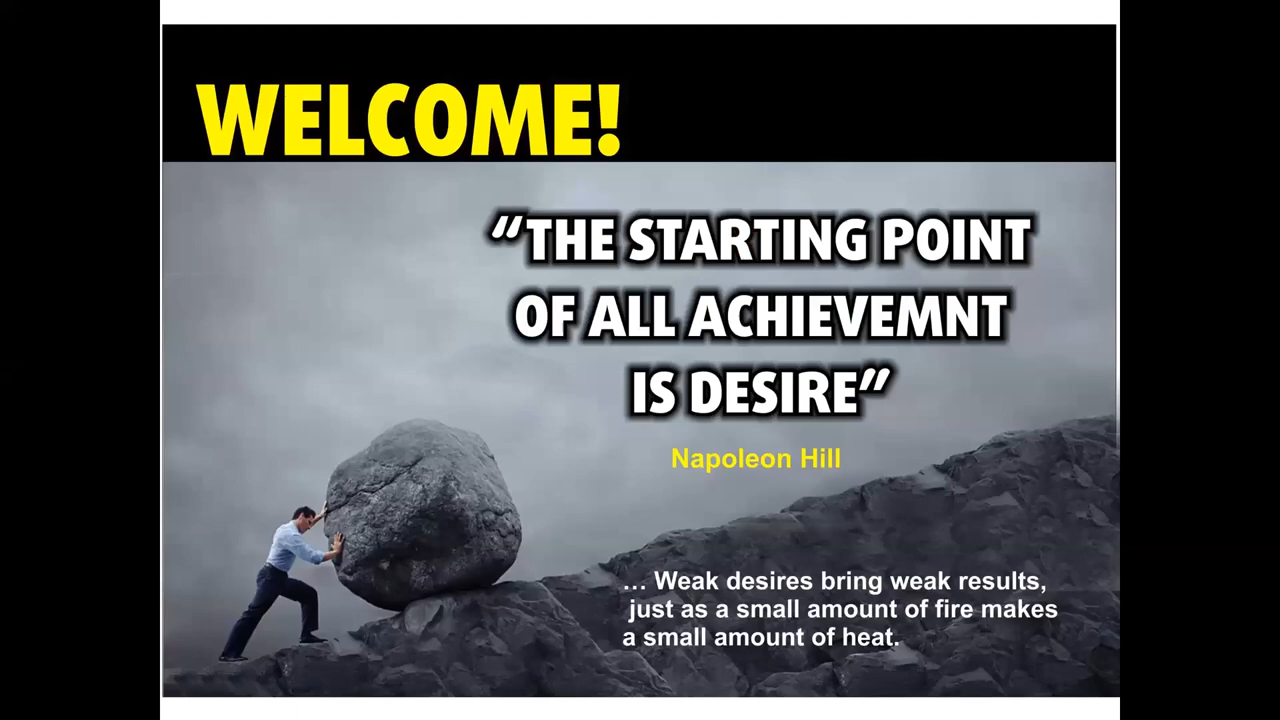 WELCOME!
“THE STARTING POINT
OF ALL ACHIEVEMNT
IS DESIRE”
Napoleon Hill
... Weak desires bring weak results,
just as a small amount of fire makes
a small amount of heat.